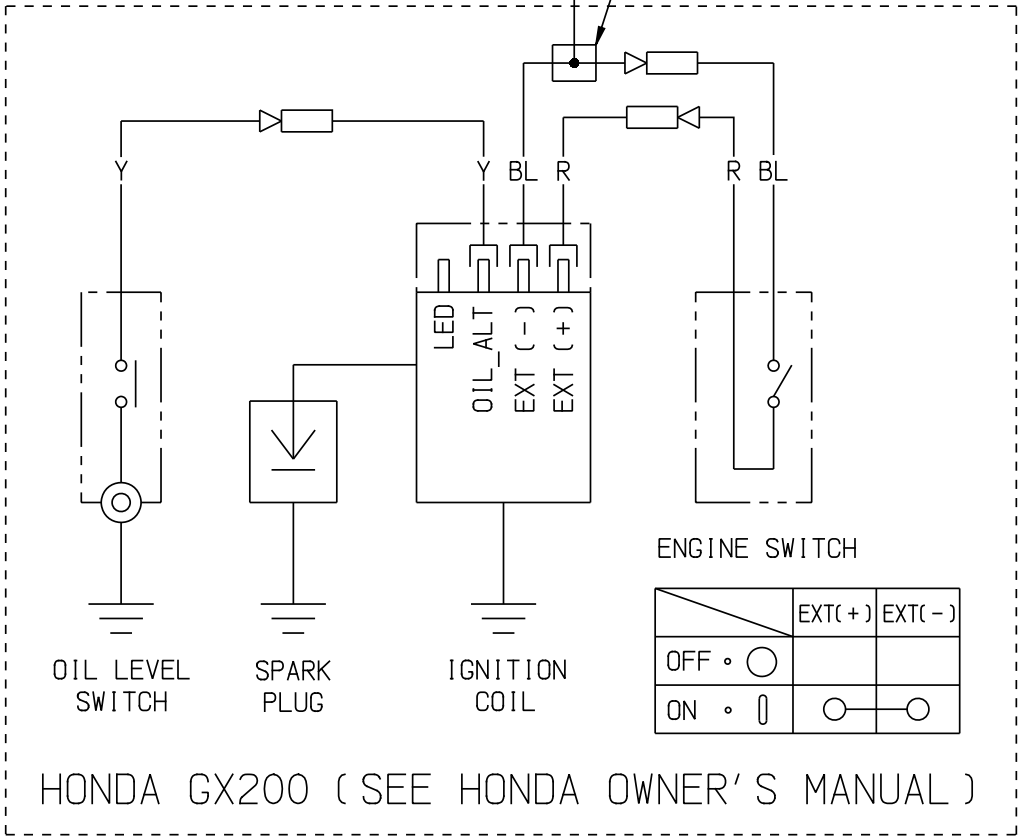 Y
Y
BL
R
R
BL
LED
OIL_ALT
EXT (-)
EXT (+)
ENGINE SWITCH
EXT(+)
EXT(-)
OFF
ON
OIL LEVEL
SWITCH
SPARK
PLUG
IGNITION
COIL
HONDA GX200 (SEE HONDA OWNER'S MANUAL)